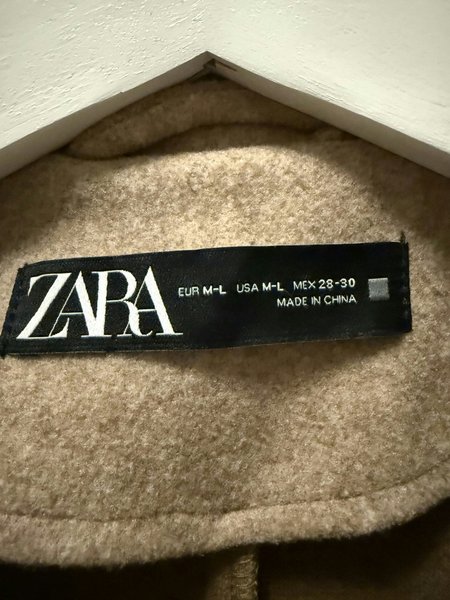 ZARA
EUR M-L USA M-L MEX 28-30
MADE IN CHINA